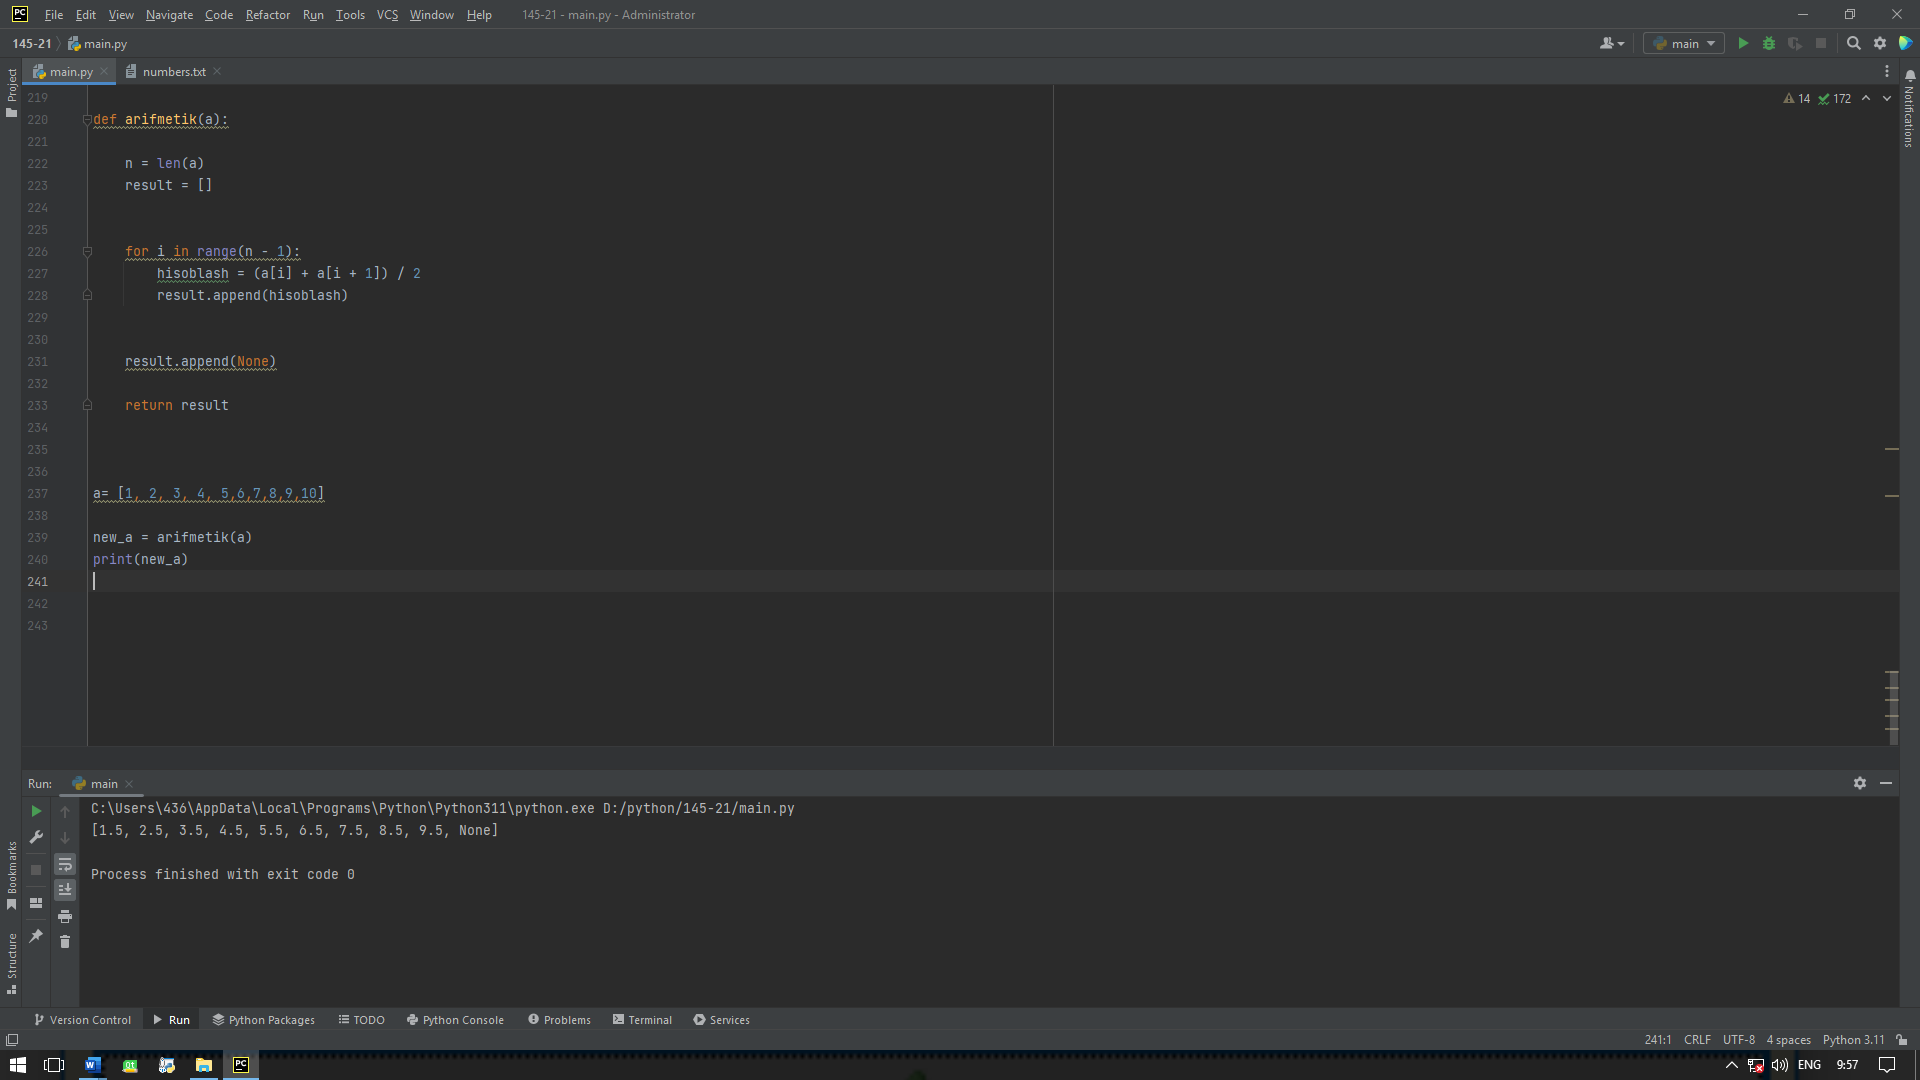 PC File Edit View Navigate Code Refactor Run Tools VCS Window Help 145-21 - main.py - Administrator
145-21 main.py main
main.py numbers.txt
Project
Notifications
14 172
219
220 def arifmetik(a):
221
222 n = len(a)
223 result = []
224
225
226 for i in range(n - 1):
227 hisoblash = (a[i] + a[i + 1]) / 2
228 result.append(hisoblash)
229
230
231 result.append(None)
232
233 return result
234
235
236
237 a= [1, 2, 3, 4, 5,6,7,8,9,10]
238
239 new_a = arifmetik(a)
240 print(new_a)
241
242
243
Run: main
C:\Users\436\AppData\Local\Programs\Python\Python311\python.exe D:/python/145-21/main.py
[1.5, 2.5, 3.5, 4.5, 5.5, 6.5, 7.5, 8.5, 9.5, None]
Process finished with exit code 0
Bookmarks
Structure
Version Control Run Python Packages TODO Python Console Problems Terminal Services
241:1 CRLF UTF-8 4 spaces Python 3.11
W Qt PC ENG 9:57